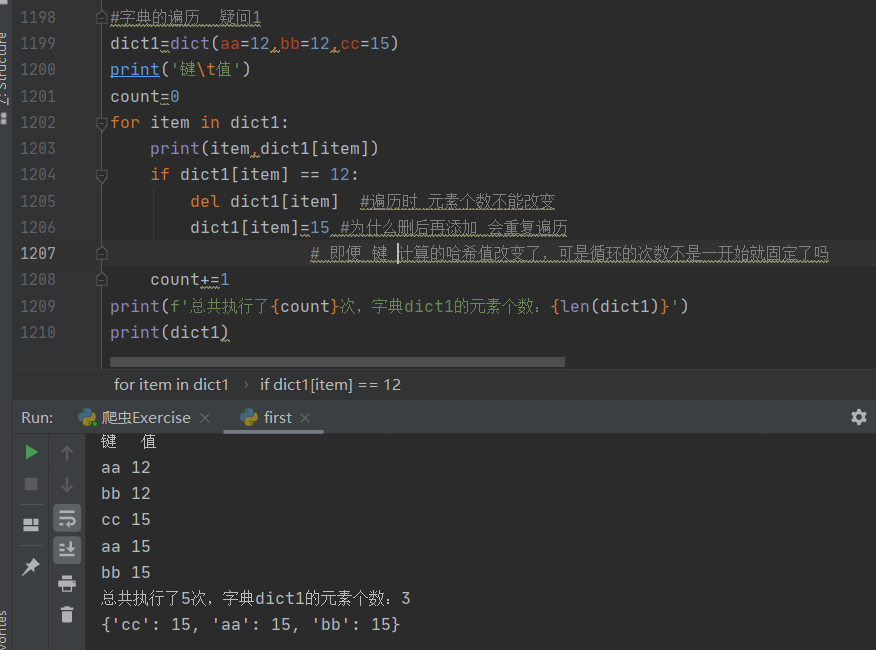 1198 #字典的遍历 疑问1
1199 dict1=dict(aa=12,bb=12,cc=15)
1200 print('键\t值')
1201 count=0
1202 for item in dict1:
1203 print(item,dict1[item])
1204 if dict1[item] == 12:
1205 del dict1[item] #遍历时 元素个数不能改变
1206 dict1[item]=15 #为什么删后再添加 会重复遍历
1207 # 即便 键 计算的哈希值改变了，可是循环的次数不是一开始就固定了吗
1208 count+=1
1209 print(f'总共执行了{count}次，字典dict1的元素个数：{len(dict1)}')
1210 print(dict1)
for item in dict1 › if dict1[item] == 12
Run: 爬虫Exercise × first ×
键 值
aa 12
bb 12
cc 15
aa 15
bb 15
总共执行了5次，字典dict1的元素个数：3
{'cc': 15, 'aa': 15, 'bb': 15}
7: Structure